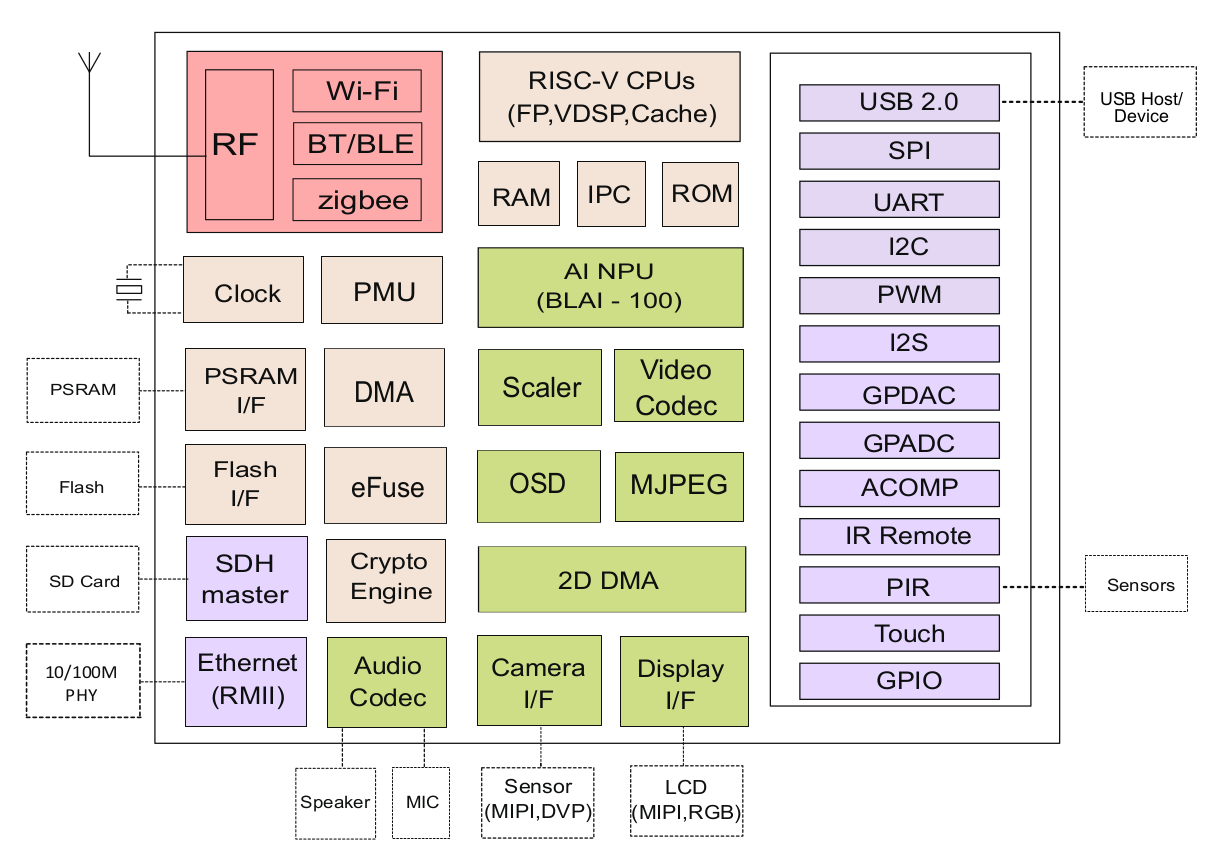 RF
Wi-Fi
BT/BLE
zigbee
RISC-V CPUs
(FP,VDSP,Cache)
RAM
IPC
ROM
Clock
PMU
AI NPU
(BLAI - 100)
PSRAM
PSRAM
I/F
DMA
Scaler
Video
Codec
Flash
Flash
I/F
eFuse
OSD
MJPEG
SD Card
SDH
master
Crypto
Engine
2D DMA
10/100M
PHY
Ethernet
(RMII)
Audio
Codec
Camera
I/F
Display
I/F
Speaker
MIC
Sensor
(MIPI,DVP)
LCD
(MIPI,RGB)
USB 2.0
SPI
UART
I2C
PWM
I2S
GPDAC
GPADC
ACOMP
IR Remote
PIR
Touch
GPIO
USB Host/
Device
Sensors